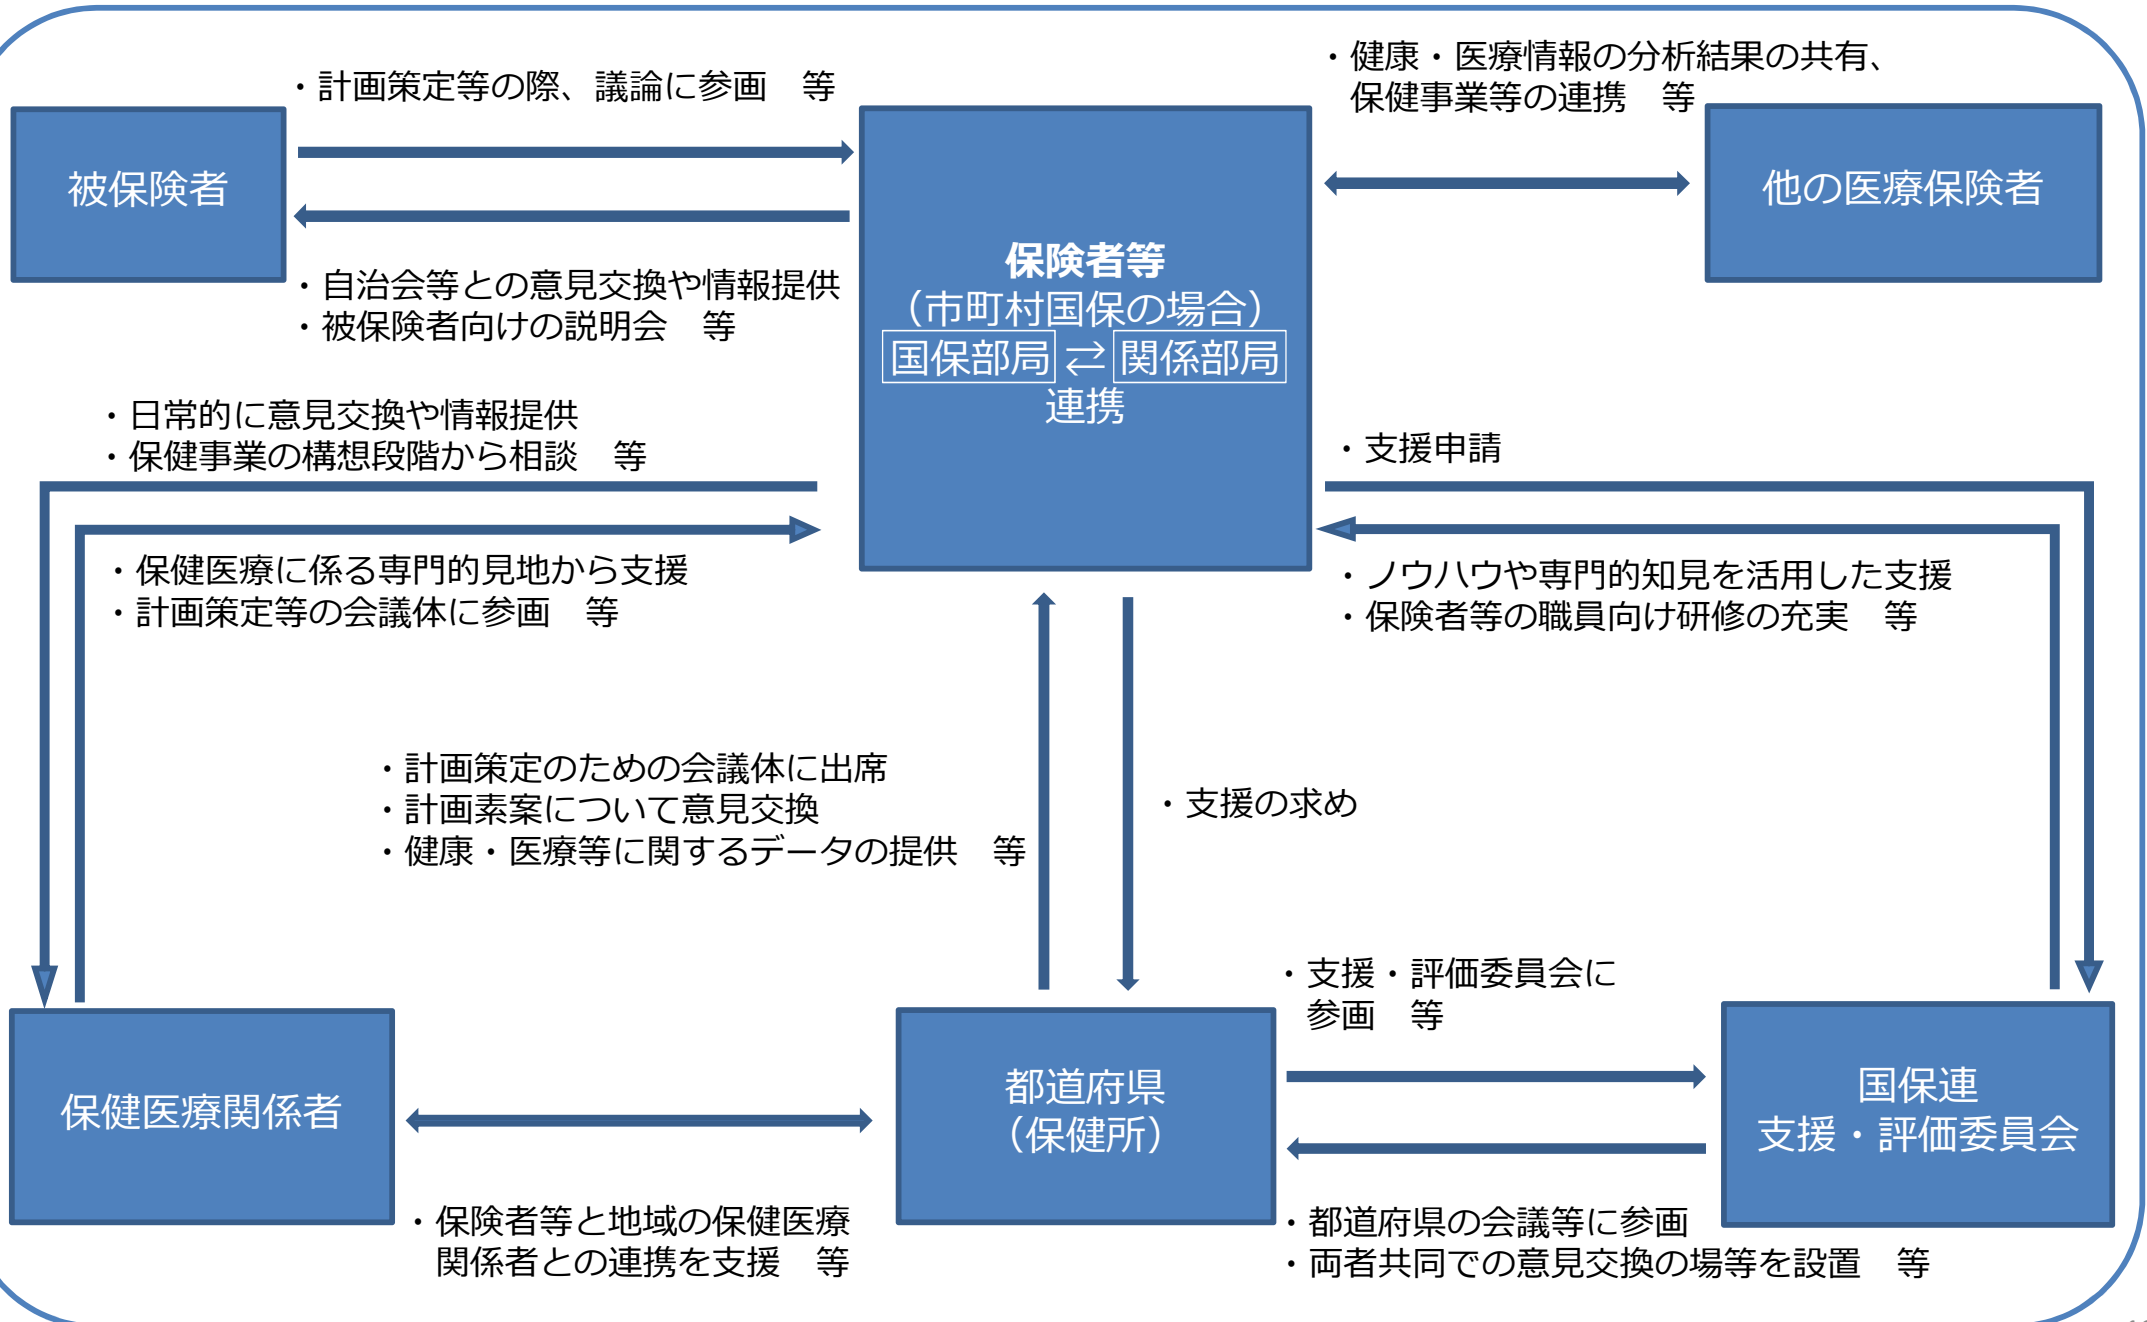 ・計画策定等の際、議論に参画　等
・健康・医療情報の分析結果の共有、
保健事業等の連携　等
被保険者
他の医療保険者
・自治会等との意見交換や情報提供
・被保険者向けの説明会　等
保険者等
（市町村国保の場合）
国保部局 ⇄ 関係部局
連携
・日常的に意見交換や情報提供
・保健事業の構想段階から相談　等
・支援申請
・保健医療に係る専門的見地から支援
・計画策定等の会議体に参画　等
・ノウハウや専門的知見を活用した支援
・保険者等の職員向け研修の充実　等
・計画策定のための会議体に出席
・計画素案について意見交換
・健康・医療等に関するデータの提供　等
・支援の求め
・支援・評価委員会に
参画　等
保健医療関係者
都道府県
（保健所）
国保連
支援・評価委員会
・保険者等と地域の保健医療
関係者との連携を支援　等
・都道府県の会議等に参画
・両者共同での意見交換の場等を設置　等